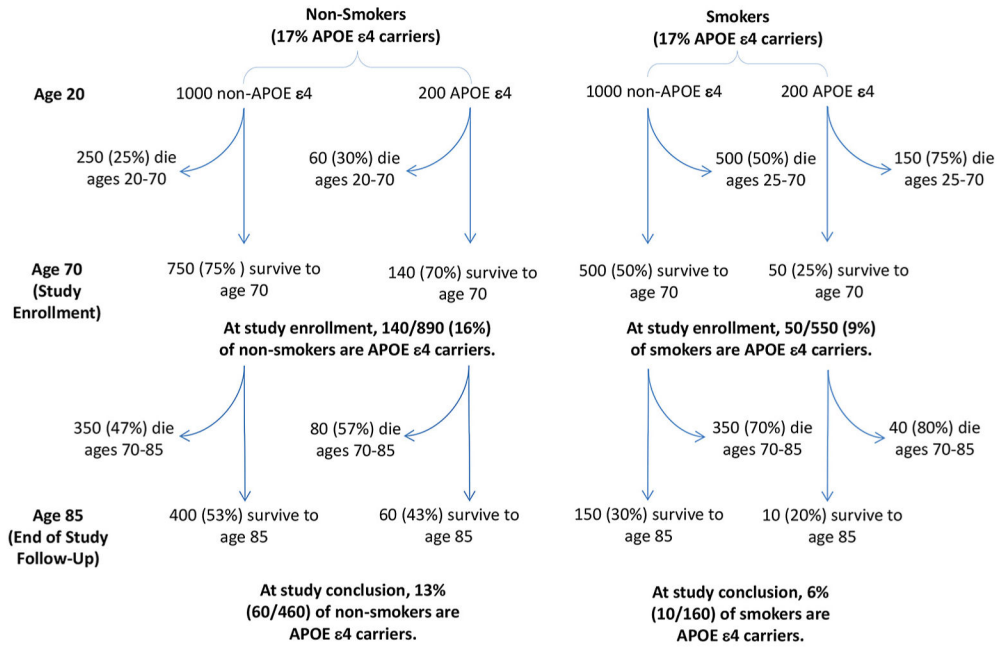 Non-Smokers
(17% APOE ε4 carriers)
Smokers
(17% APOE ε4 carriers)
Age 20
1000 non-APOE ε4
200 APOE ε4
1000 non-APOE ε4
200 APOE ε4
250 (25%) die
ages 20-70
60 (30%) die
ages 20-70
500 (50%) die
ages 25-70
150 (75%) die
ages 25-70
Age 70
(Study
Enrollment)
750 (75% ) survive to
age 70
140 (70%) survive to
age 70
500 (50%) survive to
age 70
50 (25%) survive to
age 70
At study enrollment, 140/890 (16%)
of non-smokers are APOE ε4 carriers.
At study enrollment, 50/550 (9%)
of smokers are APOE ε4 carriers.
350 (47%) die
ages 70-85
80 (57%) die
ages 70-85
350 (70%) die
ages 70-85
40 (80%) die
ages 70-85
Age 85
(End of Study
Follow-Up)
400 (53%) survive to
age 85
60 (43%) survive to
age 85
150 (30%) survive to
age 85
10 (20%) survive to
age 85
At study conclusion, 13%
(60/460) of non-smokers are
APOE ε4 carriers.
At study conclusion, 6%
(10/160) of smokers are
APOE ε4 carriers.